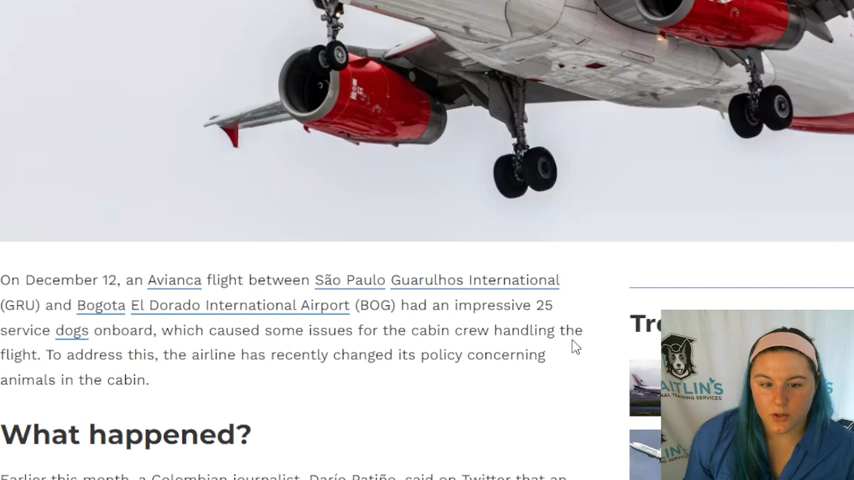 On December 12, an Avianca flight between São Paulo Guarulhos International
(GRU) and Bogota El Dorado International Airport (BOG) had an impressive 25
service dogs onboard, which caused some issues for the cabin crew handling the
flight. To address this, the airline has recently changed its policy concerning
animals in the cabin.
What happened?
Earlier this month, a Colombian journalist, Darío Patiño, said on Twitter that an
AITLIN'S
TRAINING SERVICES